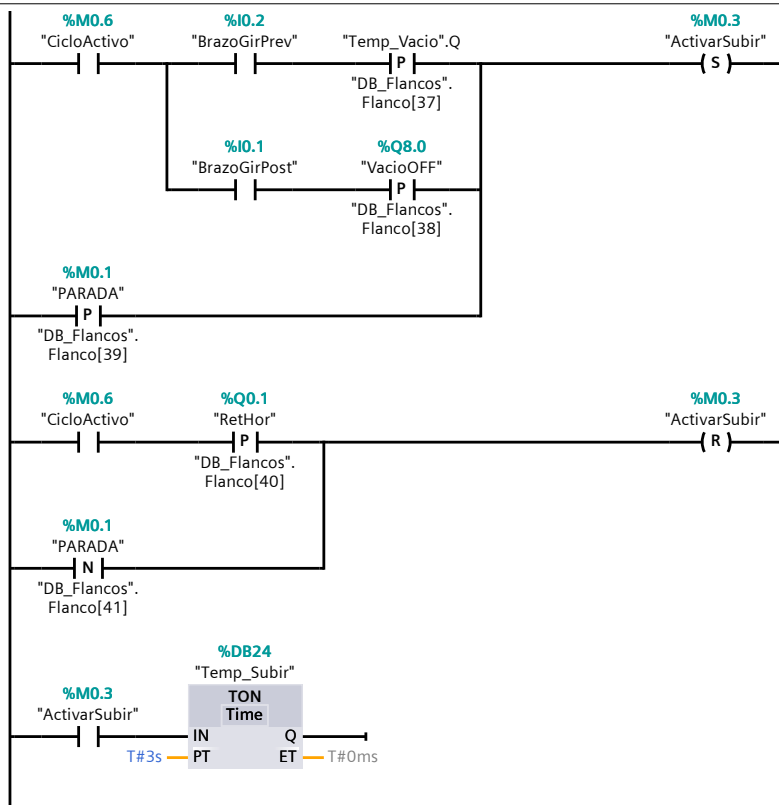 %M0.6 %I0.2 %M0.3
"CicloActivo" "BrazoGirPrev" "Temp_Vacio".Q "ActivarSubir"
P S
"DB_Flancos".
Flanco[37]
%I0.1 %Q8.0
"BrazoGirPost" "VacioOFF"
P
"DB_Flancos".
Flanco[38]
%M0.1
"PARADA"
P
"DB_Flancos".
Flanco[39]
%M0.6 %Q0.1 %M0.3
"CicloActivo" "RetHor" "ActivarSubir"
P R
"DB_Flancos".
Flanco[40]
%M0.1
"PARADA"
N
"DB_Flancos".
Flanco[41]
%DB24
"Temp_Subir"
%M0.3 TON
"ActivarSubir" Time
IN Q
T#3s PT ET T#0ms